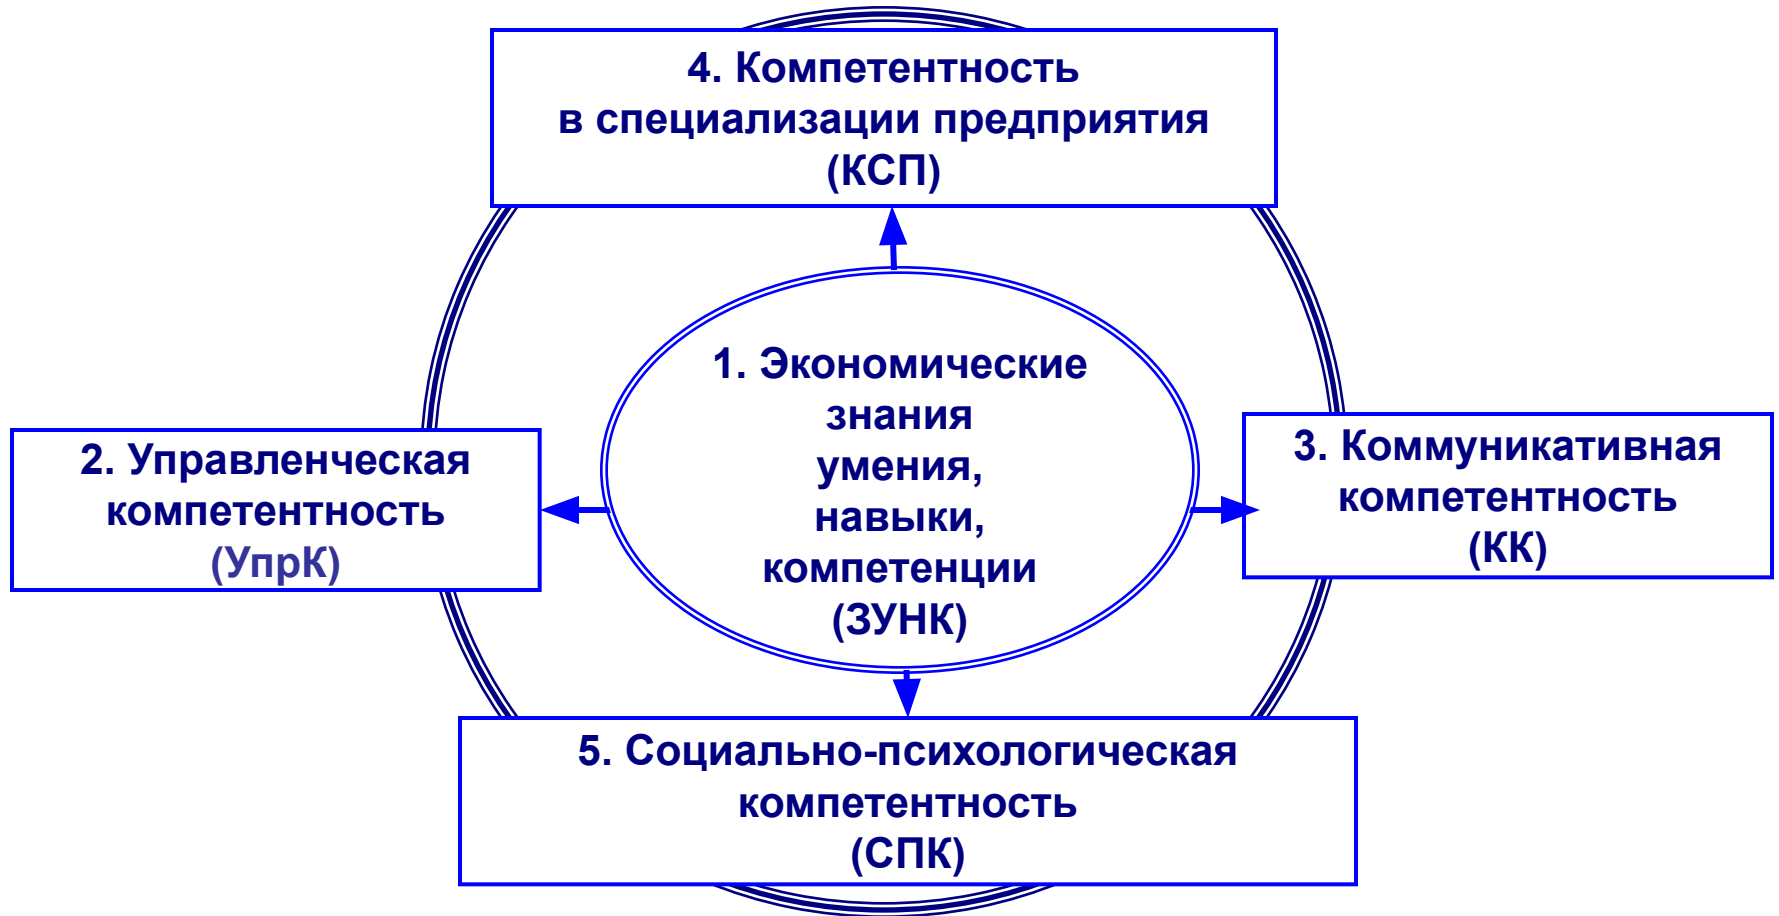 4. Компетентность
в специализации предприятия
(КСП)
1. Экономические
знания
умения,
навыки,
компетенции
(ЗУНК)
2. Управленческая
компетентность
(УпрК)
3. Коммуникативная
компетентность
(КК)
5. Социально-психологическая
компетентность
(СПК)